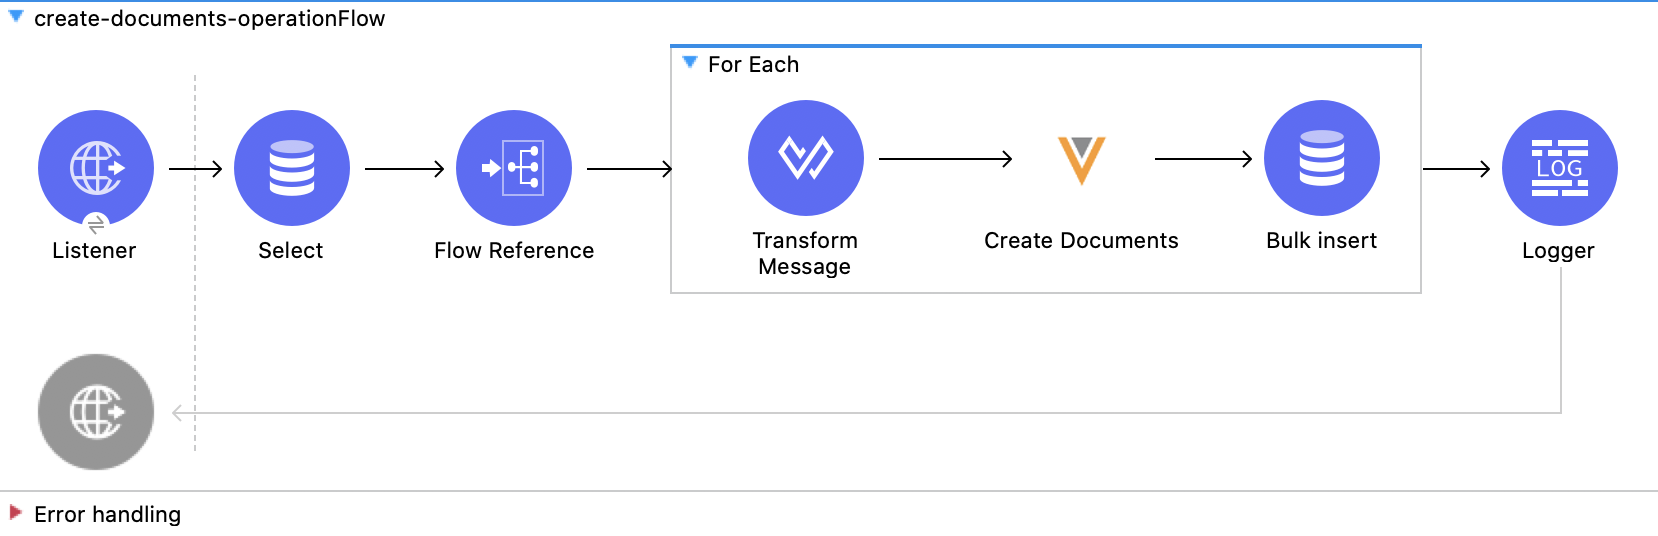 create-documents-operationFlow
For Each
Listener
Select
Flow Reference
Transform
Message
Create Documents
Bulk insert
LOG
Logger
Error handling